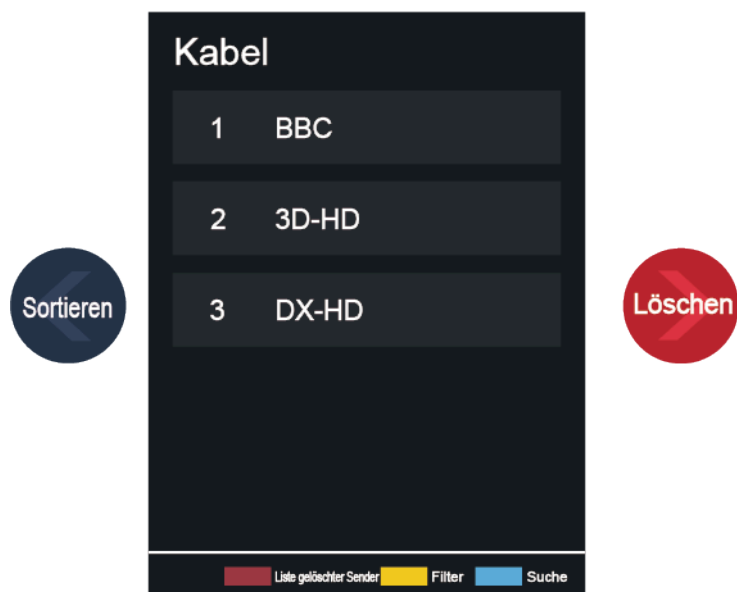 Kabel
1 BBC
2 3D-HD
3 DX-HD
Sortieren
Löschen
Liste gelöschter Sender Filter Suche